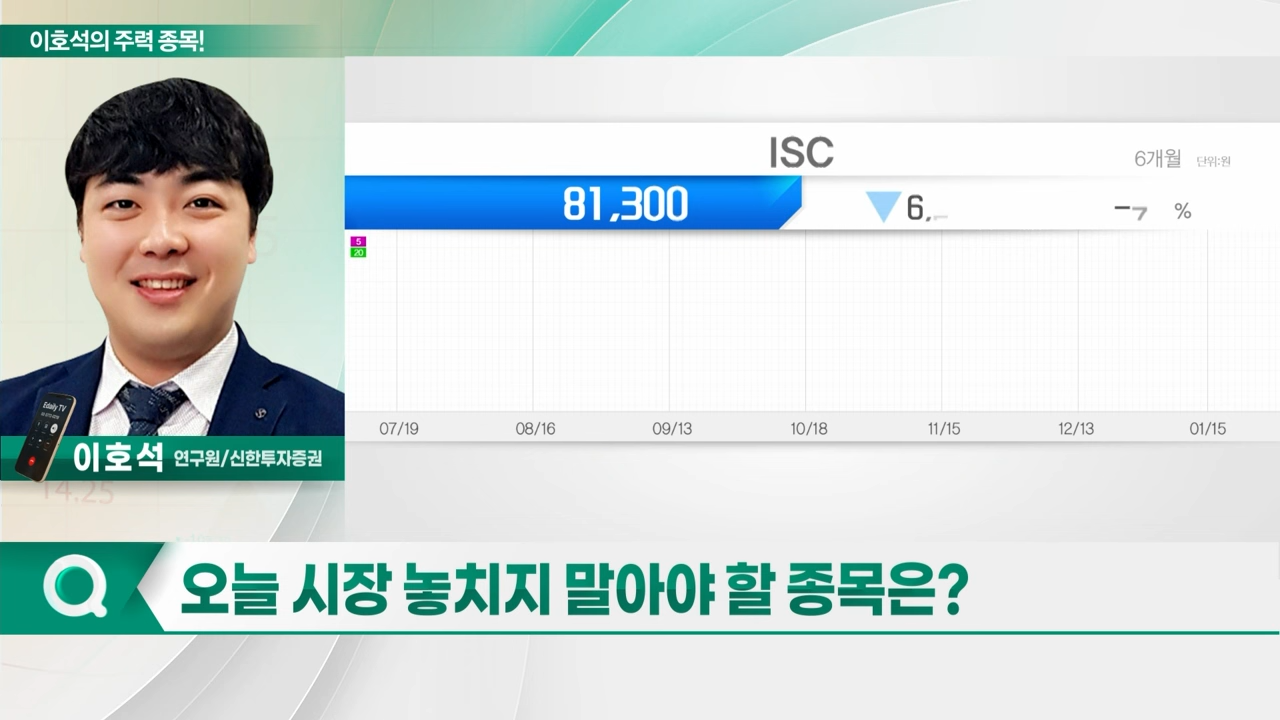 이호석의 주력 종목!
ISC
6개월 단위:원
81,300 ▼ 6, - %
5
20
07/19 08/16 09/13 10/18 11/15 12/13 01/15
Edaily TV
이호석 연구원/신한투자증권
14.25
Q 오늘 시장 놓치지 말아야 할 종목은?